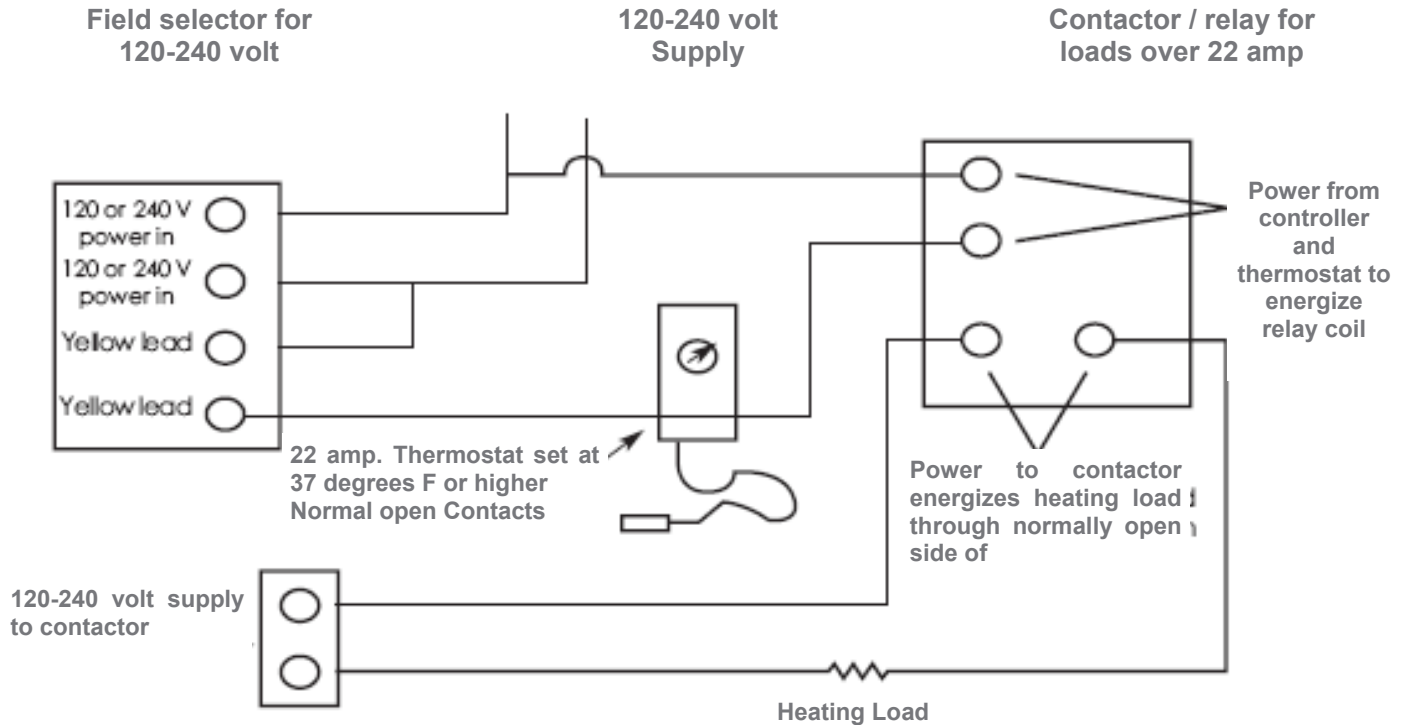 Field selector for
120-240 volt
120-240 volt
Supply
Contactor / relay for
loads over 22 amp
120 or 240 V
power in
120 or 240 V
power in
Yellow lead
Yellow lead
Power from
controller
and
thermostat to
energize
relay coil
22 amp. Thermostat set at
37 degrees F or higher
Normal open Contacts
Power to contactor
energizes heating load
through normally open
side of
120-240 volt supply
to contactor
Heating Load